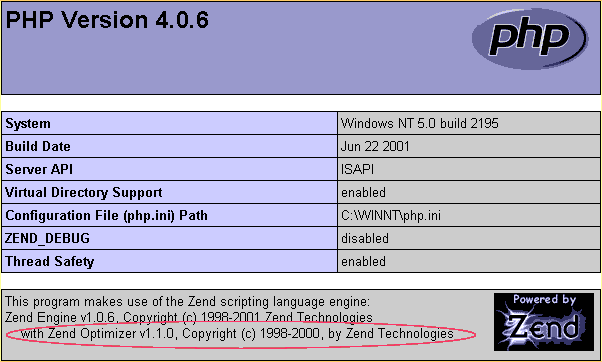 PHP Version 4.0.6
php
System Windows NT 5.0 build 2195
Build Date Jun 22 2001
Server API ISAPI
Virtual Directory Support enabled
Configuration File (php.ini) Path C:\WINNT\php.ini
ZEND_DEBUG disabled
Thread Safety enabled
This program makes use of the Zend scripting language engine:
Zend Engine v1.0.6, Copyright (c) 1998-2001 Zend Technologies
with Zend Optimizer v1.1.0, Copyright (c) 1998-2000, by Zend Technologies
Powered by
Zend